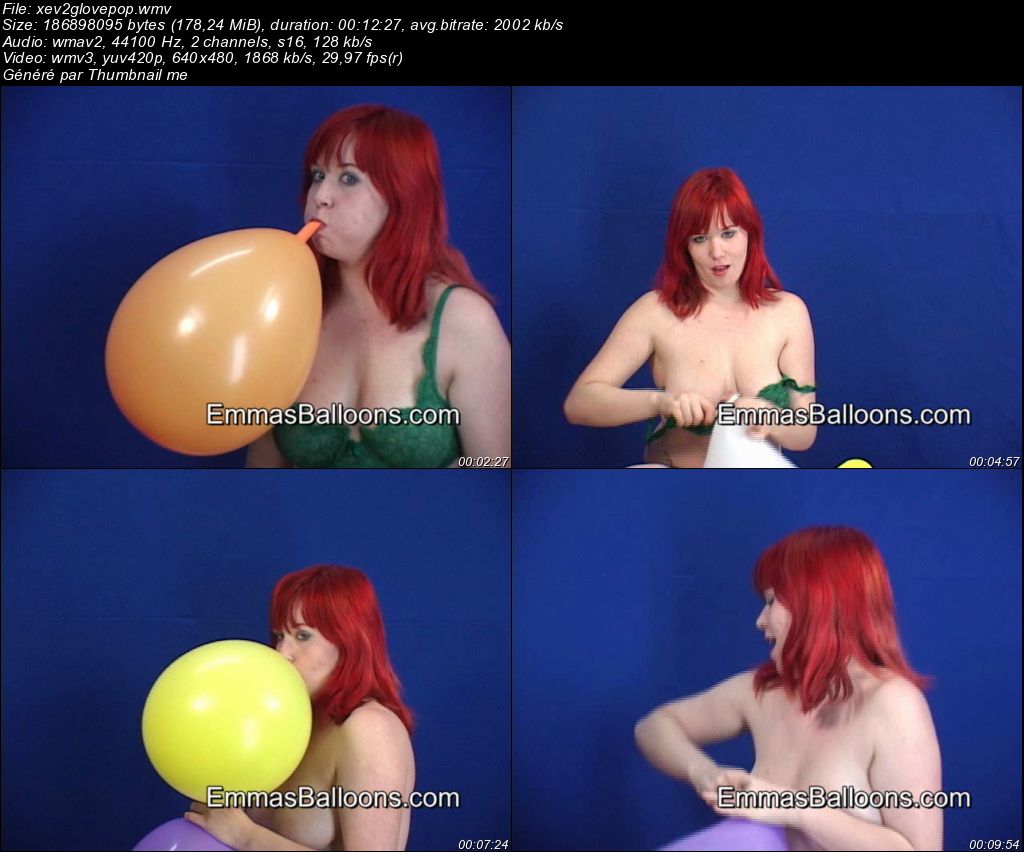 File: xev2glovepop.wmv
Size: 186898095 bytes (178,24 MiB), duration: 00:12:27, avg.bitrate: 2002 kb/s
Audio: wmav2, 44100 Hz, 2 channels, s16, 128 kb/s
Video: wmv3, yuv420p, 640x480, 1868 kb/s, 29,97 fps(r)
Généré par Thumbnail me
EmmasBalloons.com
00:02:27
EmmasBalloons.com
00:04:57
EmmasBalloons.com
00:07:24
EmmasBalloons.com
00:09:54